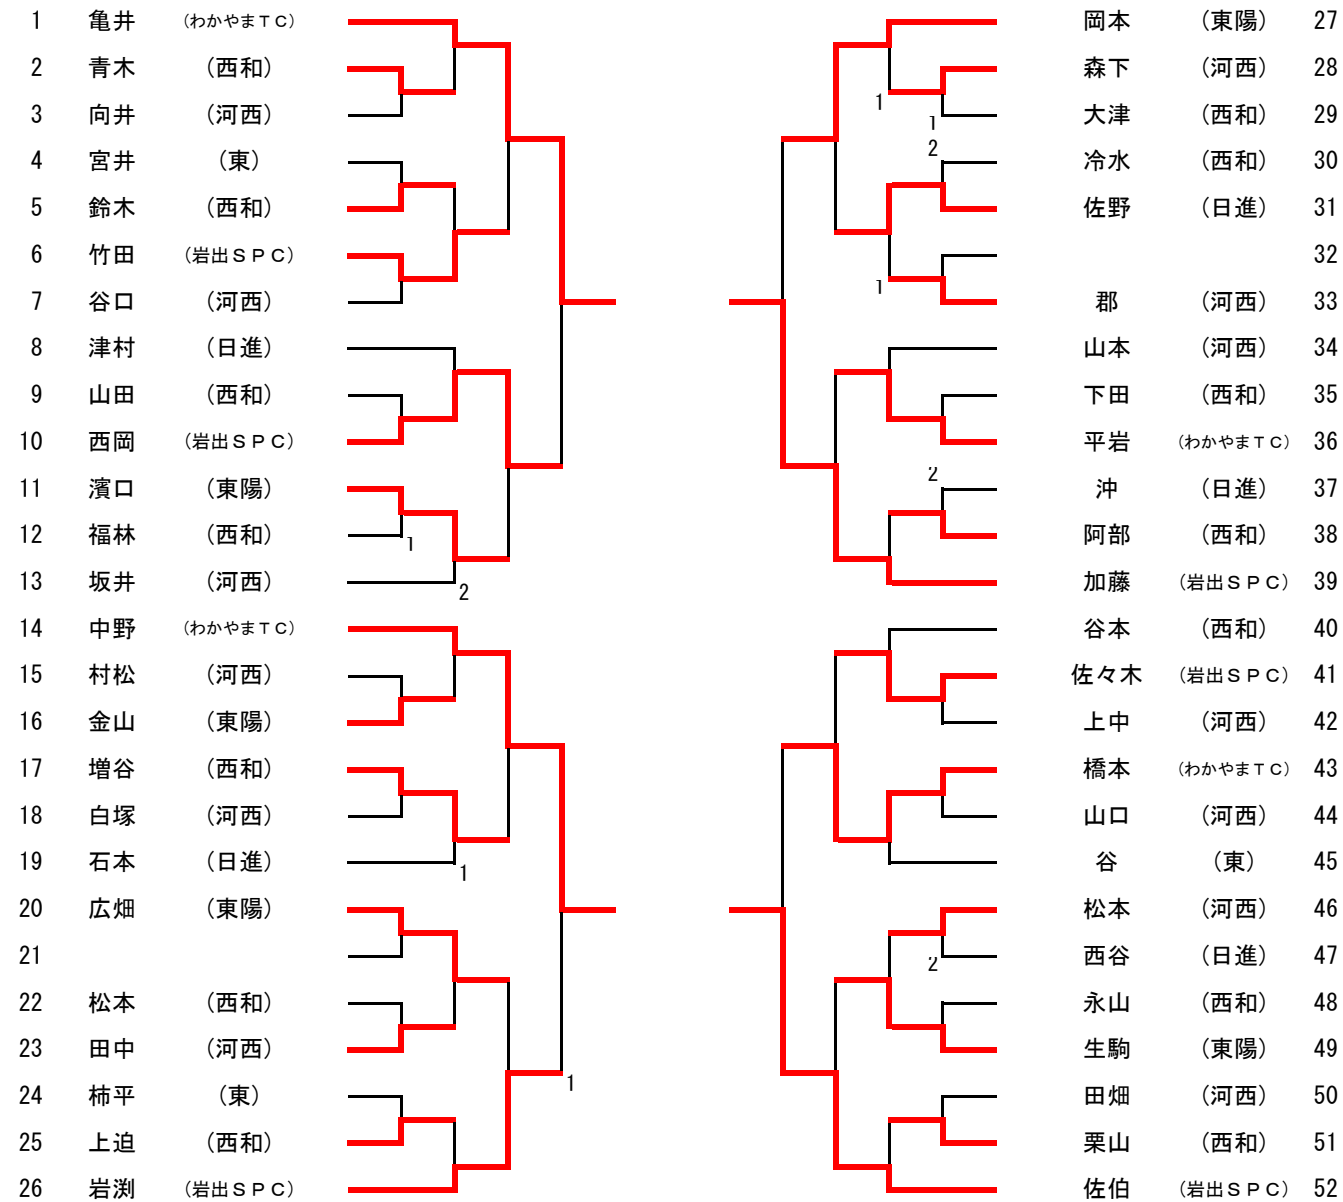 1 亀井 (わかやまTC)
2 青木 (西和)
3 向井 (河西)
4 宮井 (東)
5 鈴木 (西和)
6 竹田 (岩出SPC)
7 谷口 (河西)
8 津村 (日進)
9 山田 (西和)
10 西岡 (岩出SPC)
11 濱口 (東陽)
12 福林 (西和)
1
13 坂井 (河西)
2
14 中野 (わかやまTC)
15 村松 (河西)
16 金山 (東陽)
17 増谷 (西和)
18 白塚 (河西)
19 石本 (日進)
1
20 広畑 (東陽)
21
22 松本 (西和)
23 田中 (河西)
24 柿平 (東)
1
25 上迫 (西和)
26 岩渕 (岩出SPC)
岡本 (東陽) 27
森下 (河西) 28
1
大津 (西和) 29
1
2
冷水 (西和) 30
佐野 (日進) 31
32
1
郡 (河西) 33
山本 (河西) 34
下田 (西和) 35
平岩 (わかやまTC) 36
2
沖 (日進) 37
阿部 (西和) 38
加藤 (岩出SPC) 39
谷本 (西和) 40
佐々木 (岩出SPC) 41
上中 (河西) 42
橋本 (わかやまTC) 43
山口 (河西) 44
谷 (東) 45
松本 (河西) 46
西谷 (日進) 47
2
永山 (西和) 48
生駒 (東陽) 49
田畑 (河西) 50
栗山 (西和) 51
佐伯 (岩出SPC) 52